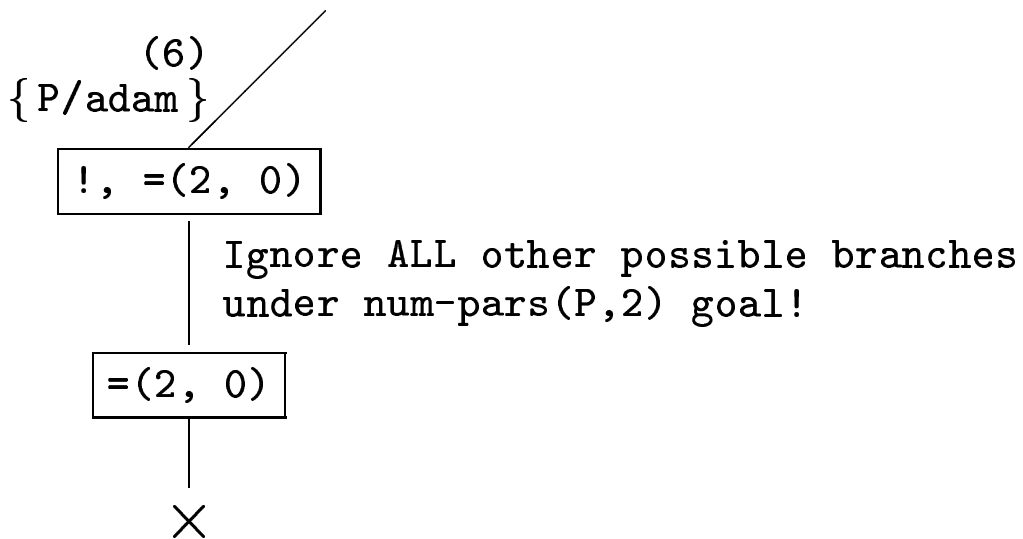 (6)
{P/adam}
!, =(2, 0)
Ignore ALL other possible branches
under num-pars(P,2) goal!
=(2, 0)